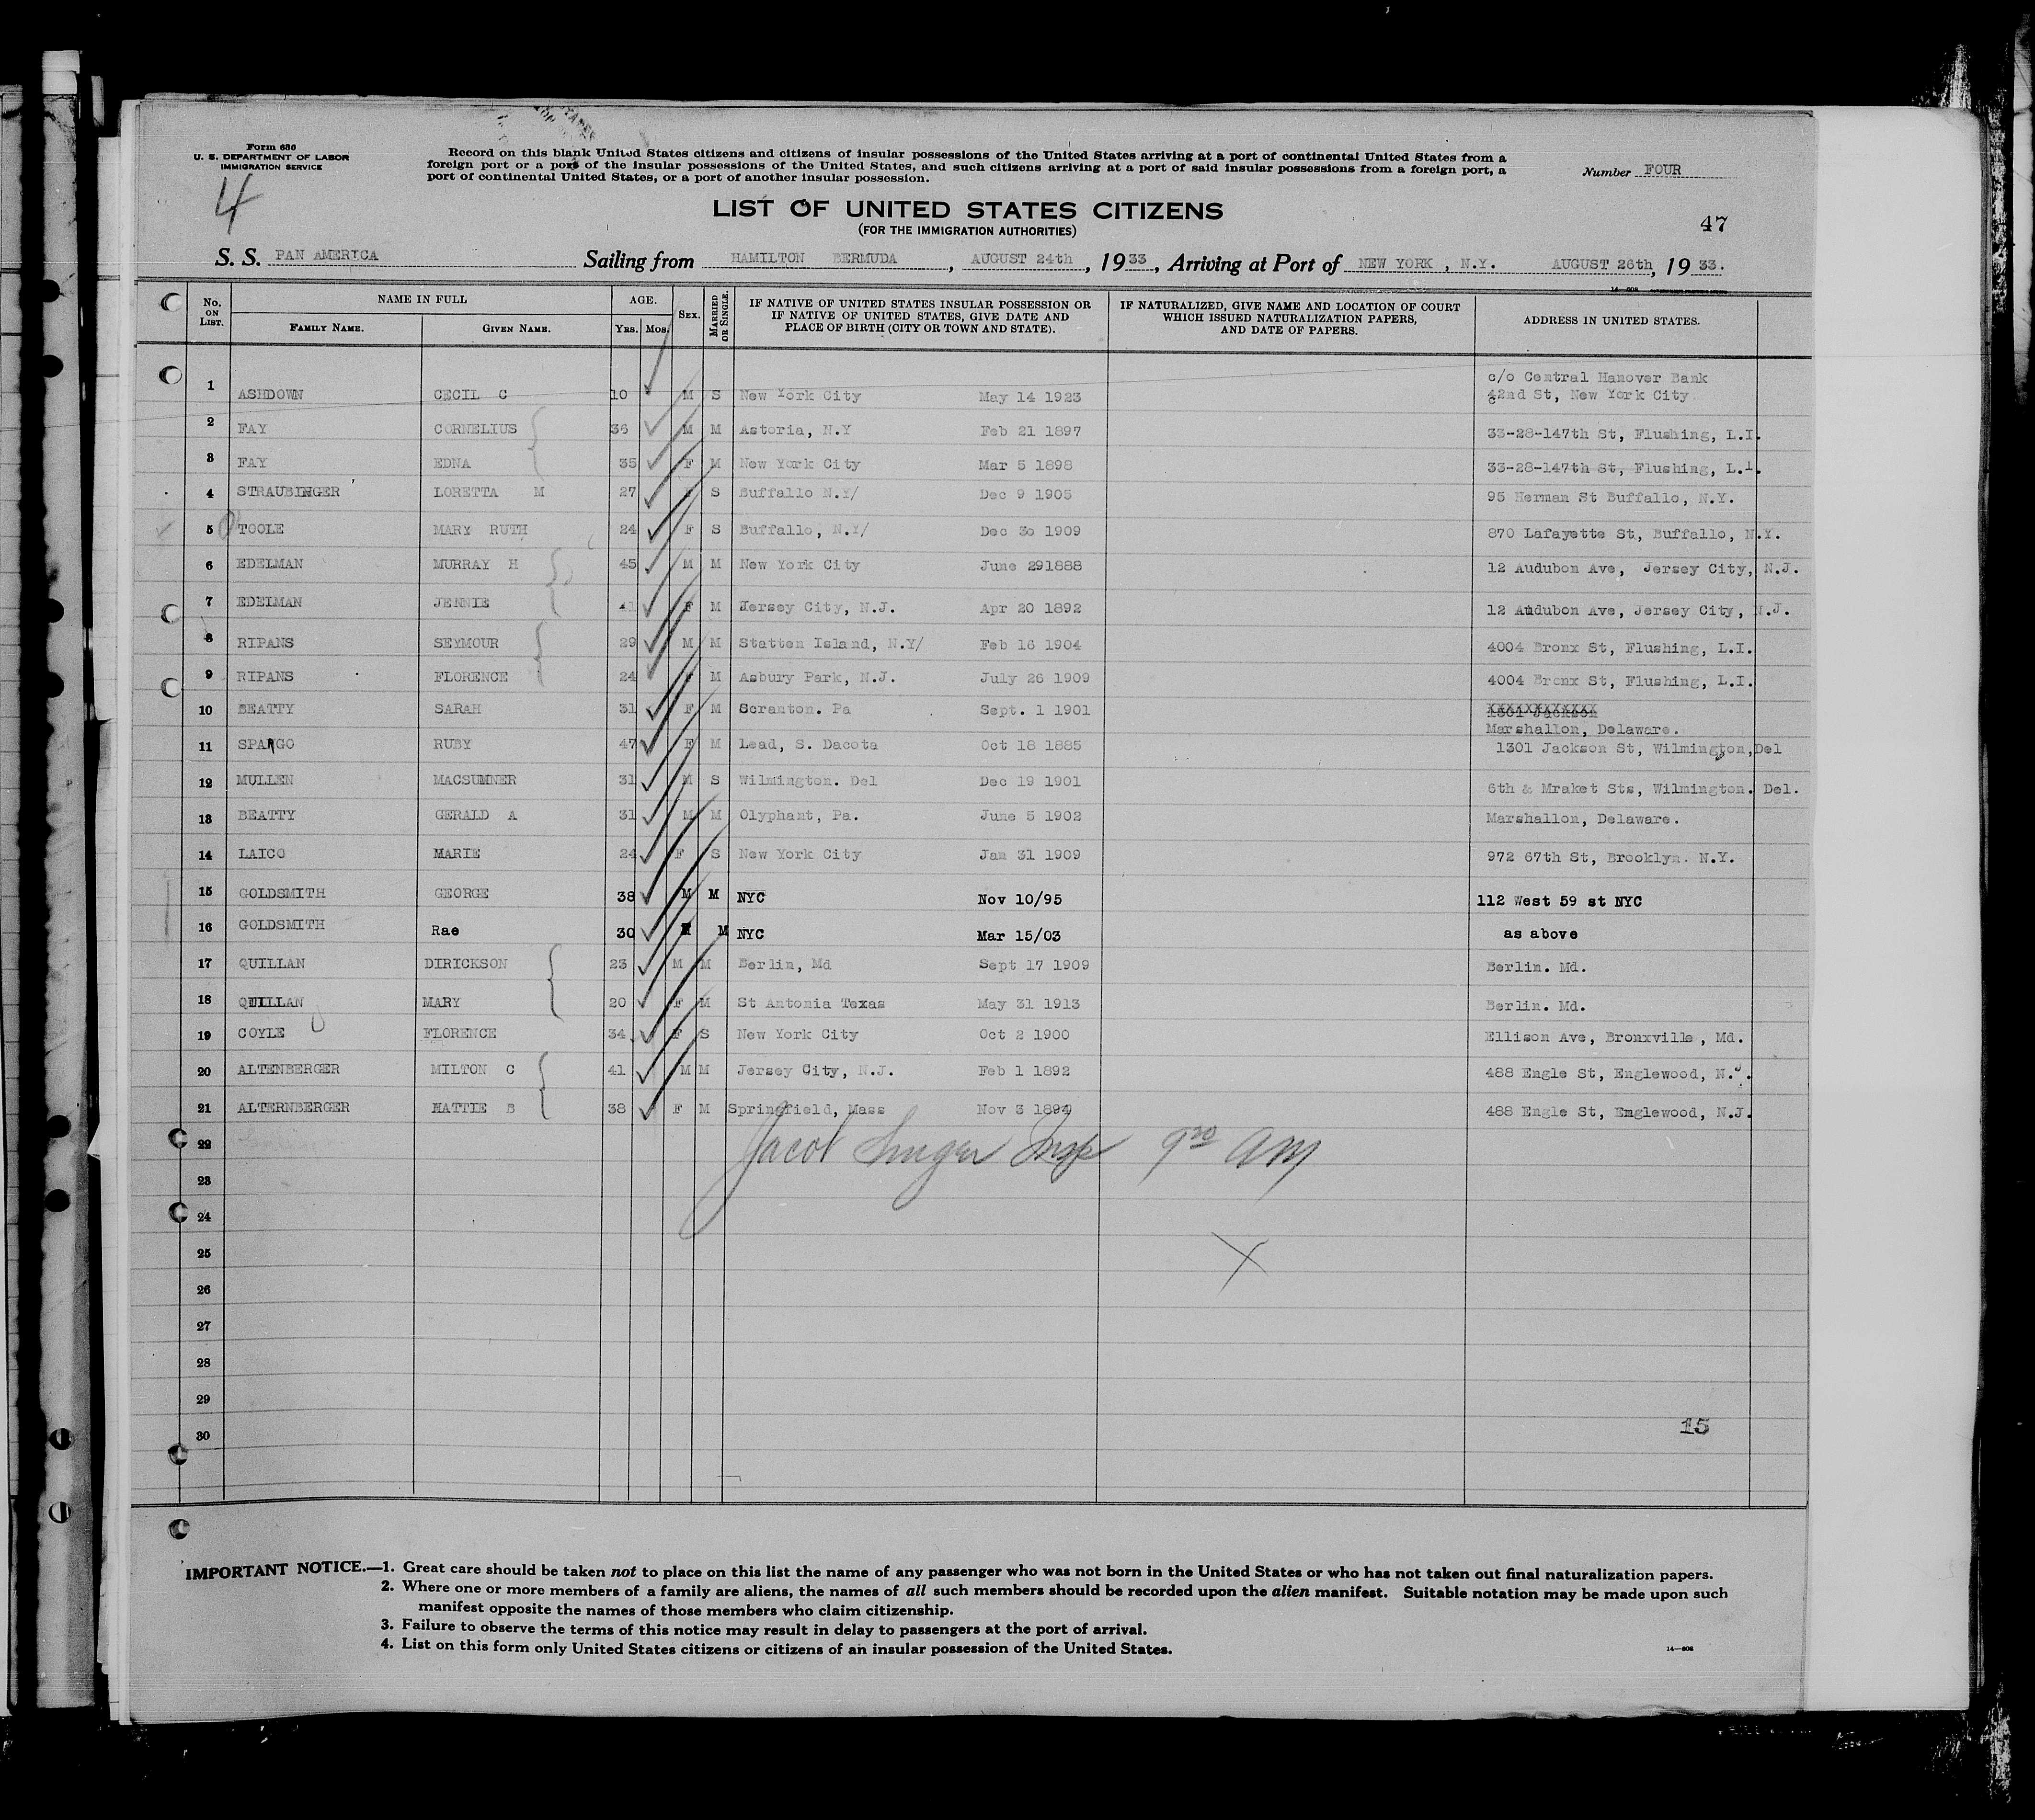 Form 630
U. S. DEPARTMENT OF LABOR
IMMIGRATION SERVICE
4
Record on this blank United States citizens and citizens of insular possessions of the United States arriving at a port of continental United States from a
foreign port or a port of the insular possessions of the United States, and such citizens arriving at a port of said insular possessions from a foreign port, a
port of continental United States, or a port of another insular possession.
Number FOUR
LIST OF UNITED STATES CITIZENS
(FOR THE IMMIGRATION AUTHORITIES)
47
S. S. PAN AMERICA Sailing from HAMILTON BERMUDA, AUGUST 24th, 1933, Arriving at Port of NEW YORK, N.Y. AUGUST 26th, 1933.
No. ON LIST. NAME IN FULL FAMILY NAME. GIVEN NAME. AGE. Yrs. Mos. SEX. MARRIED OR SINGLE. IF NATIVE OF UNITED STATES INSULAR POSSESSION OR IF NATIVE OF UNITED STATES, GIVE DATE AND PLACE OF BIRTH (CITY OR TOWN AND STATE). IF NATURALIZED, GIVE NAME AND LOCATION OF COURT WHICH ISSUED NATURALIZATION PAPERS, AND DATE OF PAPERS. ADDRESS IN UNITED STATES.
1 ASHDOWN CECIL C 10 M S New York City May 14 1923 c/o Central Hanover Bank 42nd St, New York City
2 FAY CORNELIUS 36 M M Astoria, N.Y Feb 21 1897 33-28-147th St, Flushing, L.I.
3 FAY EDNA 35 F M New York City Mar 5 1898 33-28-147th St, Flushing, L.I.
4 STRAUBINGER LORETTA M 27 F S Buffallo N.Y/ Dec 9 1905 95 Herman St Buffallo, N.Y.
5 TOOLE MARY RUTH 24 F S Buffallo, N.Y/ Dec 30 1909 870 Lafayette St, Buffallo, N.Y.
6 EDELMAN MURRAY H 45 M M New York City June 291888 12 Audubon Ave, Jersey City, N.J.
7 EDELMAN JENNIE 41 F M Jersey City, N.J. Apr 20 1892 12 Audubon Ave, Jersey City, N.J.
8 RIPANS SEYMOUR 29 M M Statten Island, N.Y/ Feb 16 1904 4004 Bronx St, Flushing, L.I.
9 RIPANS FLORENCE 24 F M Asbury Park, N.J. July 26 1909 4004 Bronx St, Flushing, L.I.
10 BEATTY SARAH 31 F M Scranton. Pa Sept. 1 1901 1301 Jackson Marshallon, Delaware.
11 SPARGO RUBY 47 F M Lead, S. Dacota Oct 18 1885 1301 Jackson St, Wilmington, Del
12 MULLEN MACSUMNER 31 M S Wilmington. Del Dec 19 1901 6th & Mraket Sts, Wilmington. Del.
13 BEATTY GERALD A 31 M M Olyphant, Pa. June 5 1902 Marshallon, Delaware.
14 LAICO MARIE 24 F S New York City Jan 31 1909 972 67th St, Brooklyn. N.Y.
15 GOLDSMITH GEORGE 38 M M NYC Nov 10/95 112 West 59 st NYC
16 GOLDSMITH Rae 30 M NYC Mar 15/03 as above
17 QUILLAN DIRICKSON 23 M M Berlin, Md Sept 17 1909 Berlin. Md.
18 QUILLAN MARY 20 F M St Antonia Texas May 31 1913 Berlin. Md.
19 COYLE FLORENCE 34 F S New York City Oct 2 1900 Ellison Ave, Bronxville, Md.
20 ALTENBERGER MILTON C 41 M M Jersey City, N.J. Feb 1 1892 488 Engle St, Englewood, N.J.
21 ALTERNBERGER HATTIE B 38 F M Springfield, Mass Nov 3 1894 488 Engle St, Englewood, N.J.
22 Jacob Insp 9 30 AM
23
24
25 X
26
27
28
29
30 15
IMPORTANT NOTICE.—1. Great care should be taken not to place on this list the name of any passenger who was not born in the United States or who has not taken out final naturalization papers.
2. Where one or more members of a family are aliens, the names of all such members should be recorded upon the alien manifest. Suitable notation may be made upon such
manifest opposite the names of those members who claim citizenship.
3. Failure to observe the terms of this notice may result in delay to passengers at the port of arrival.
4. List on this form only United States citizens or citizens of an insular possession of the United States.